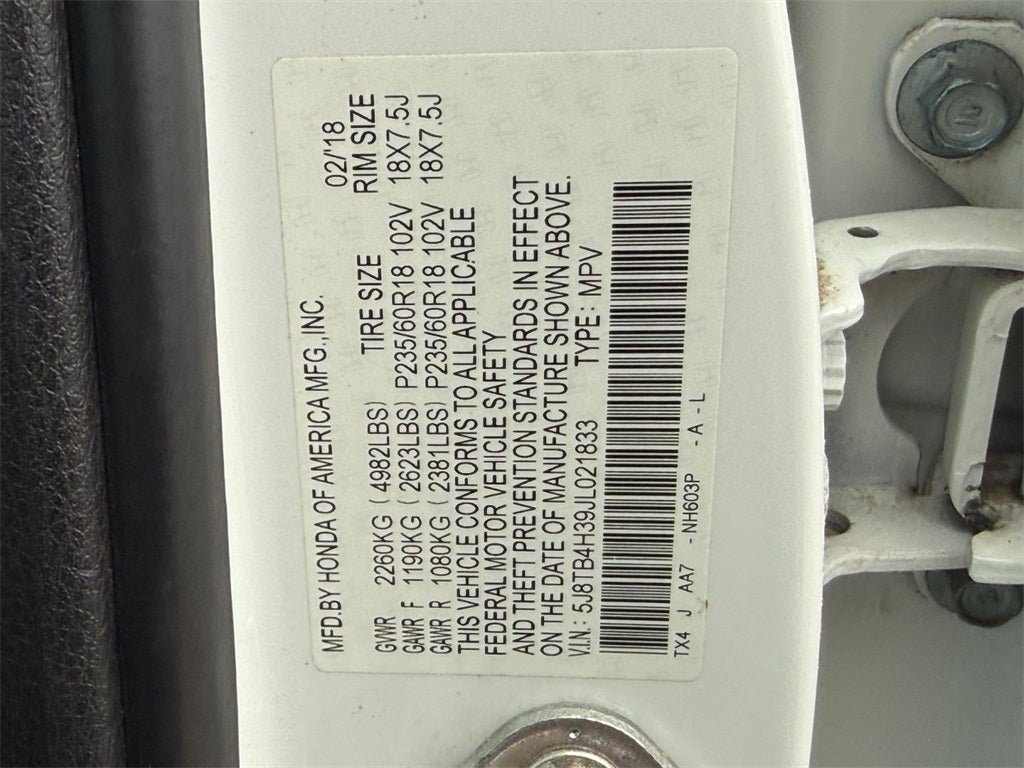 MFD.BY HONDA OF AMERICA MFG.,INC. 02/'18
TIRE SIZE RIM SIZE
GVWR 2260KG ( 4982LBS)
GAWR F 1190KG ( 2623LBS) P235/60R18 102V 18X7.5J
GAWR R 1080KG ( 2381LBS) P235/60R18 102V 18X7.5J
THIS VEHICLE CONFORMS TO ALL APPLICABLE
FEDERAL MOTOR VEHICLE SAFETY
AND THEFT PREVENTION STANDARDS IN EFFECT
ON THE DATE OF MANUFACTURE SHOWN ABOVE.
V.I.N.: 5J8TB4H39JL021833 TYPE: MPV
TX4 J AA7 - NH603P - A - L